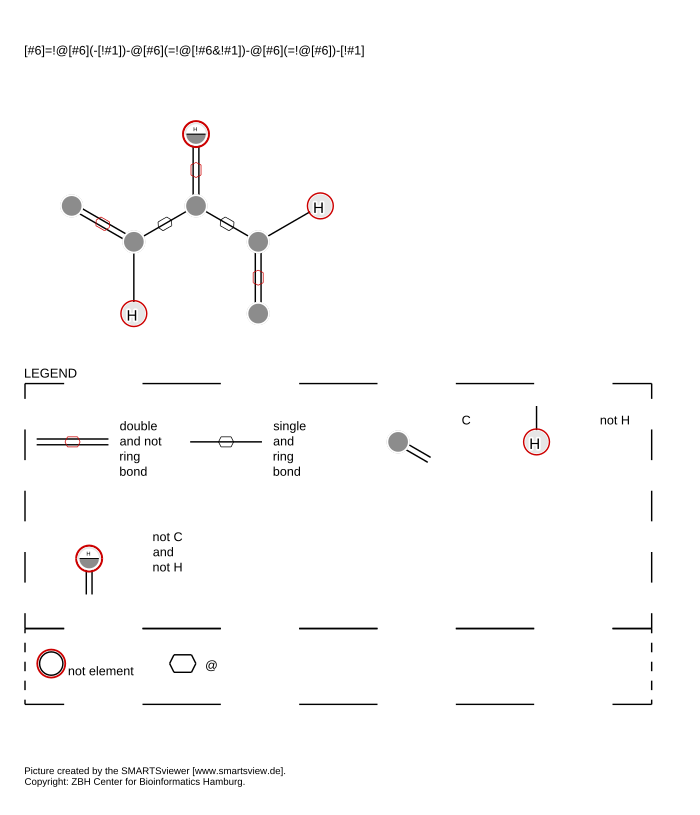 [#6]=!@[#6](-[!#1])-@[#6](=!@[!#6&!#1])-@[#6](=!@[#6])-[!#1]
H
H
H
LEGEND
double
and not
ring
bond
single
and
ring
bond
C
H
not H
H
not C
and
not H
not element
@
Picture created by the SMARTSviewer [www.smartsview.de].
Copyright: ZBH Center for Bioinformatics Hamburg.